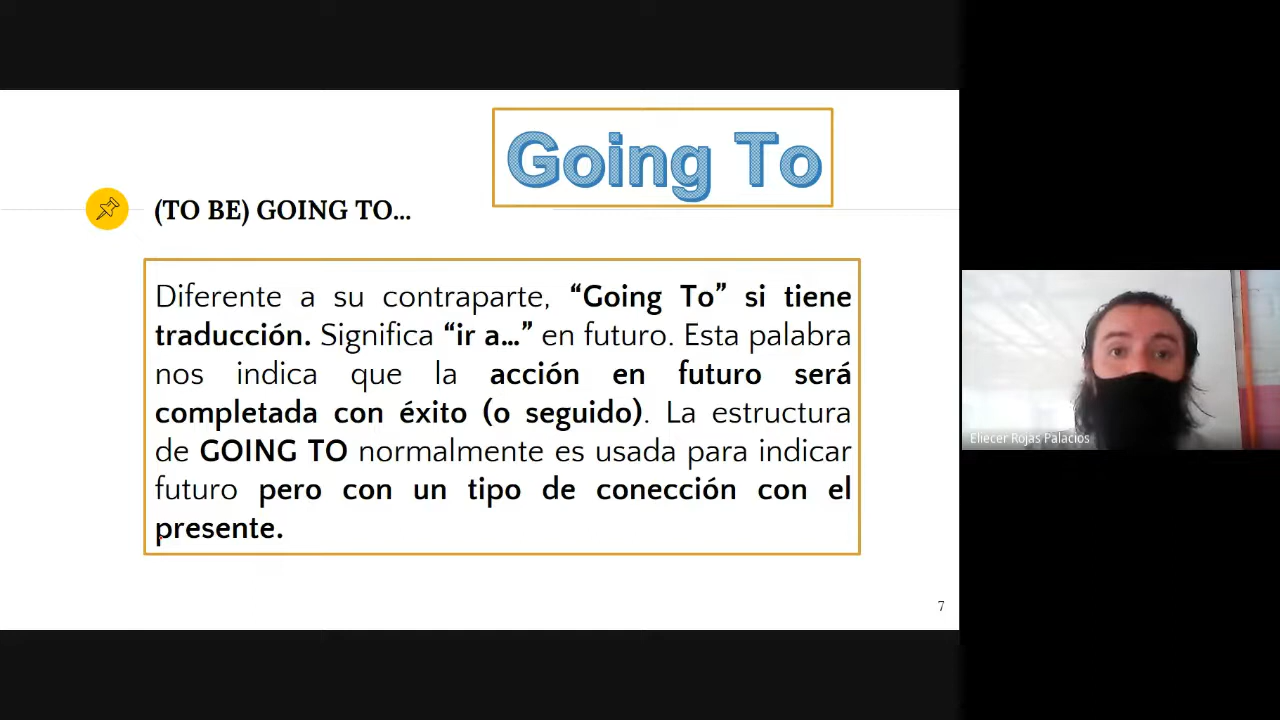 Going To
(TO BE) GOING TO...
Diferente a su contraparte, “Going To” si tiene
traducción. Significa “ir a…” en futuro. Esta palabra
nos indica que la acción en futuro será
completada con éxito (o seguido). La estructura
de GOING TO normalmente es usada para indicar
futuro pero con un tipo de conección con el
presente.
7
Eliecer Rojas Palacios